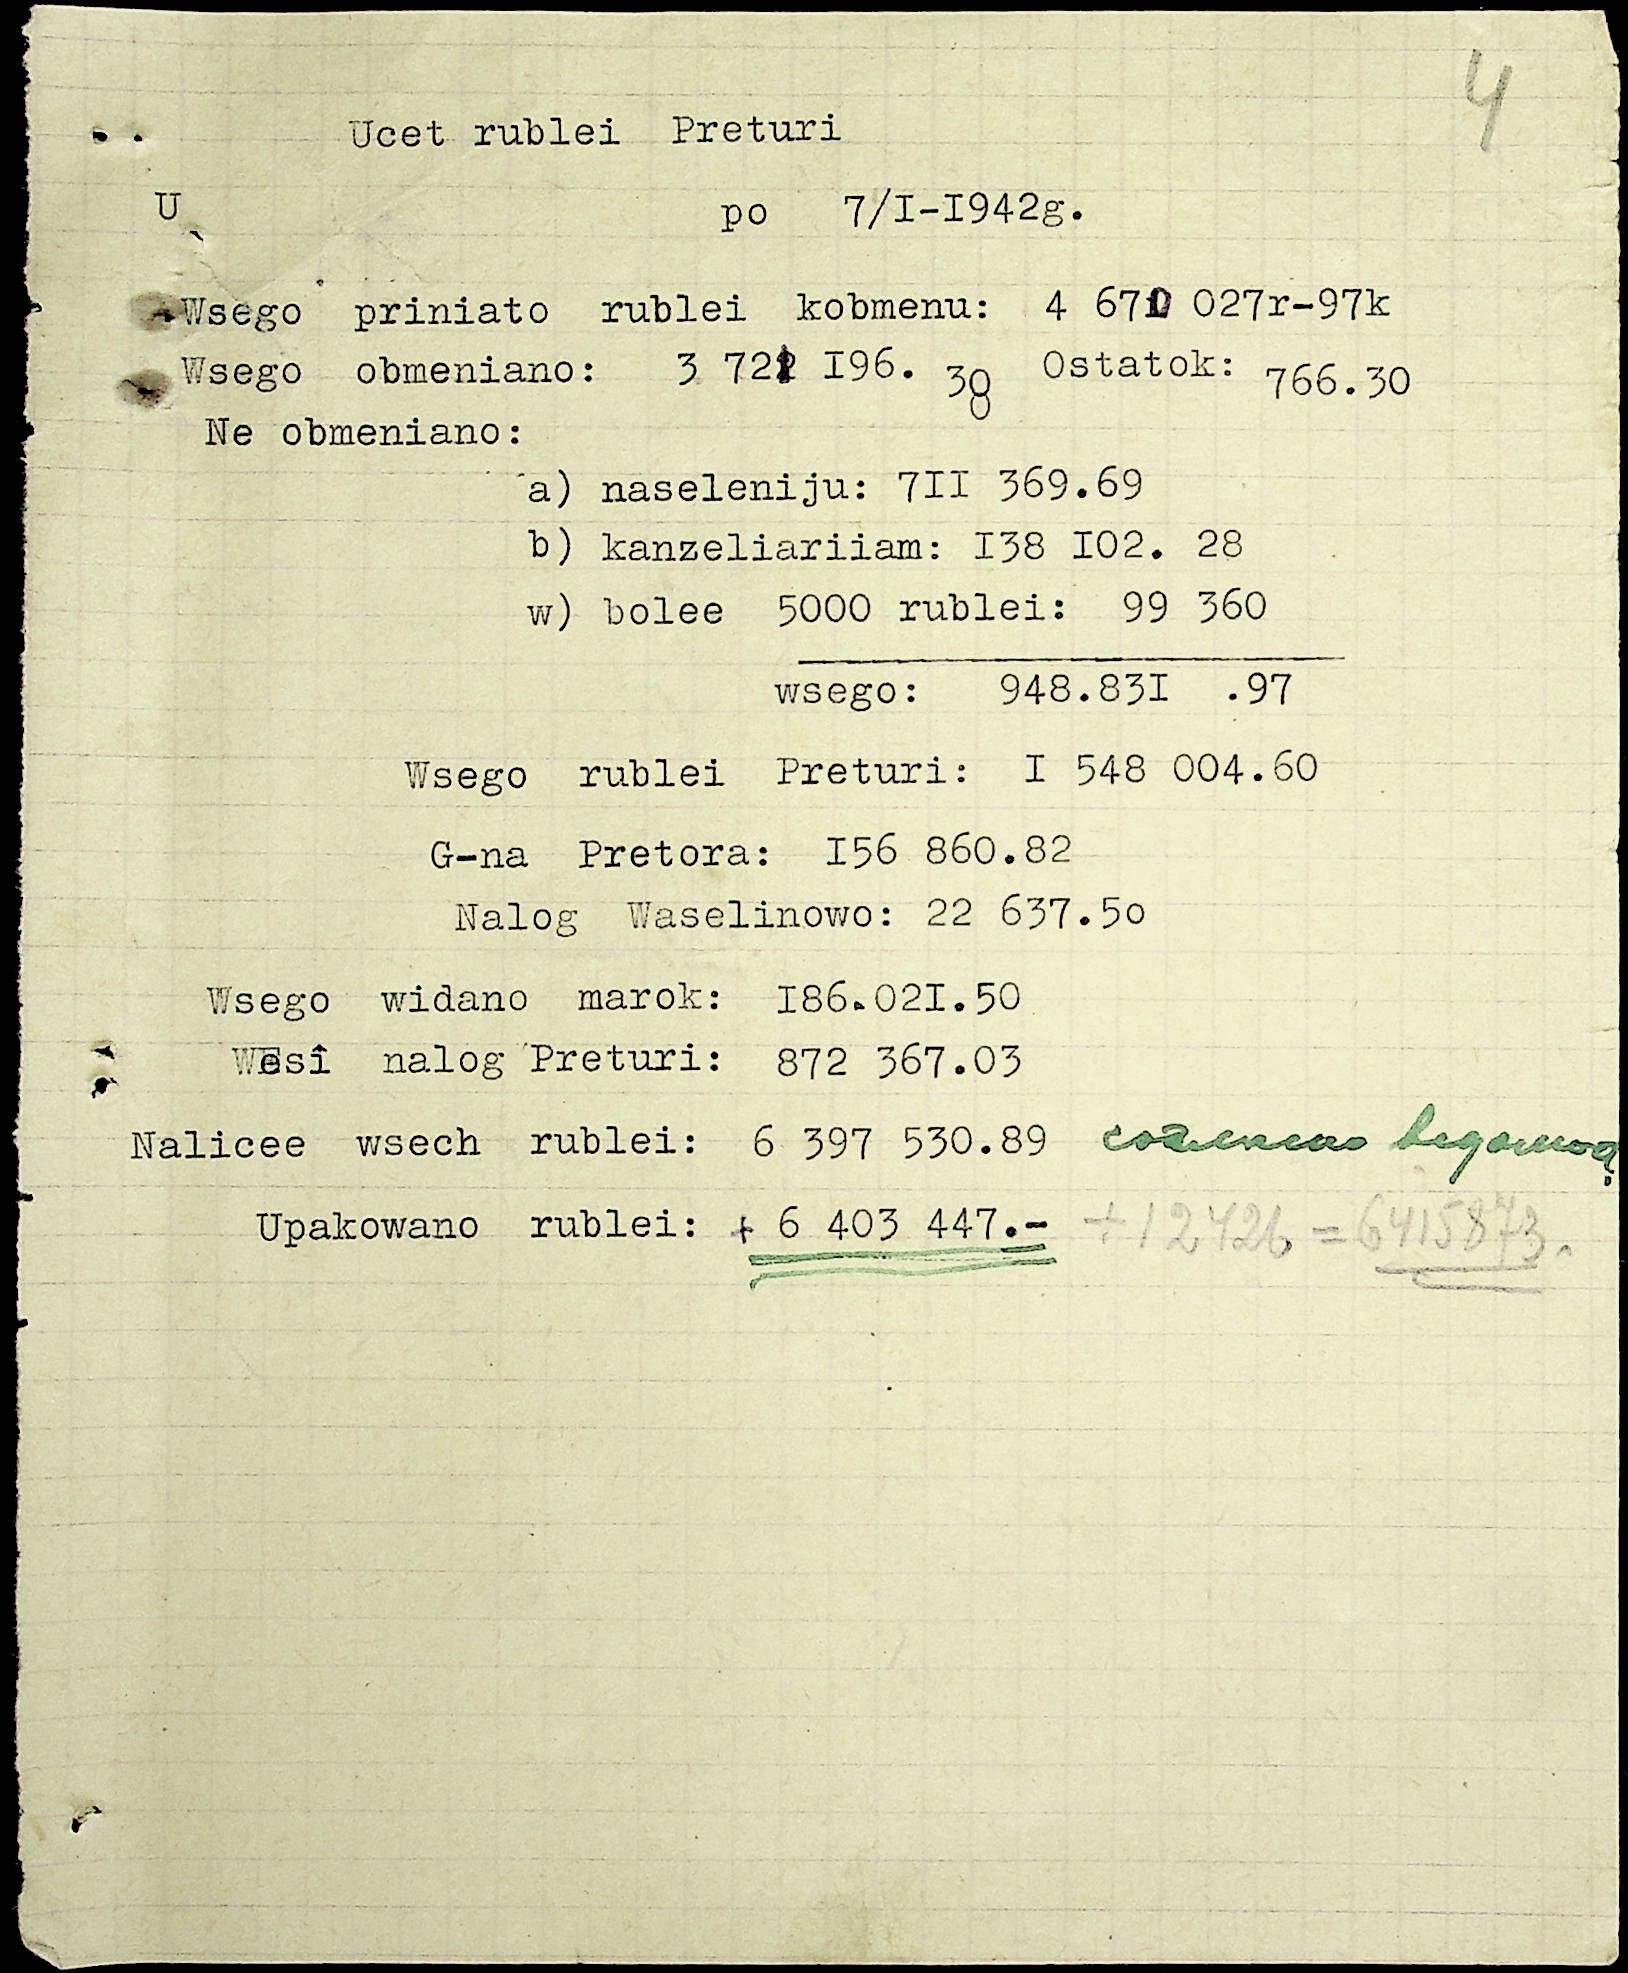 4
Ucet rublei Preturi
U
po 7/I-I942g.
Wsego priniato rublei kobmenu: 4 670 027r-97k
Wsego obmeniano: 3 721 I96. 30 Ostatok: 766.30
Ne obmeniano:
a) naseleniju: 7II 369.69
b) kanzeliariiam: I38 I02. 28
w) bolee 5000 rublei: 99 360
wsego: 948.83I .97
Wsego rublei Preturi: I 548 004.60
G-na Pretora: I56 860.82
Nalog Waselinowo: 22 637.5o
Wsego widano marok: I86.02I.50
Wesî nalog Preturi: 872 367.03
Nalicee wsech rublei: 6 397 530.89 согласно ведомод
Upakowano rublei: + 6 403 447.- + 12426 = 6415873.